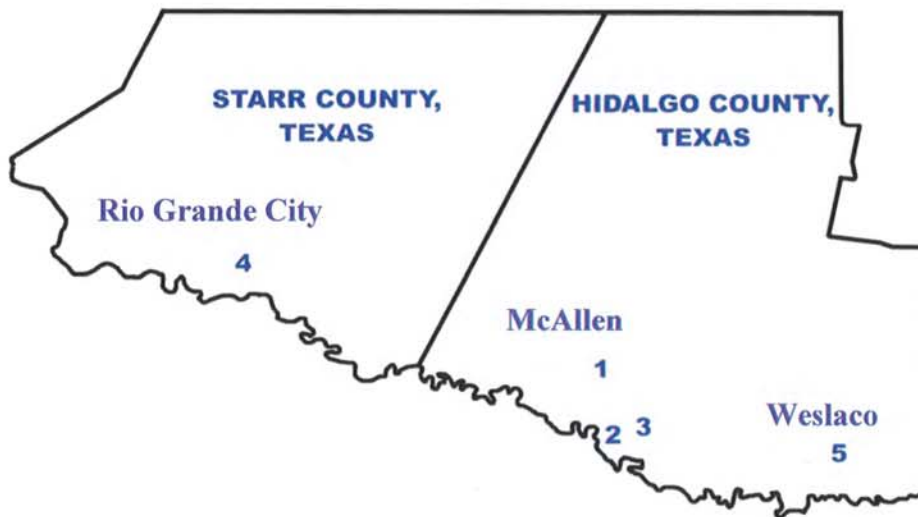 STARR COUNTY,
TEXAS
HIDALGO COUNTY,
TEXAS
Rio Grande City
4
McAllen
1
2
3
Weslaco
5